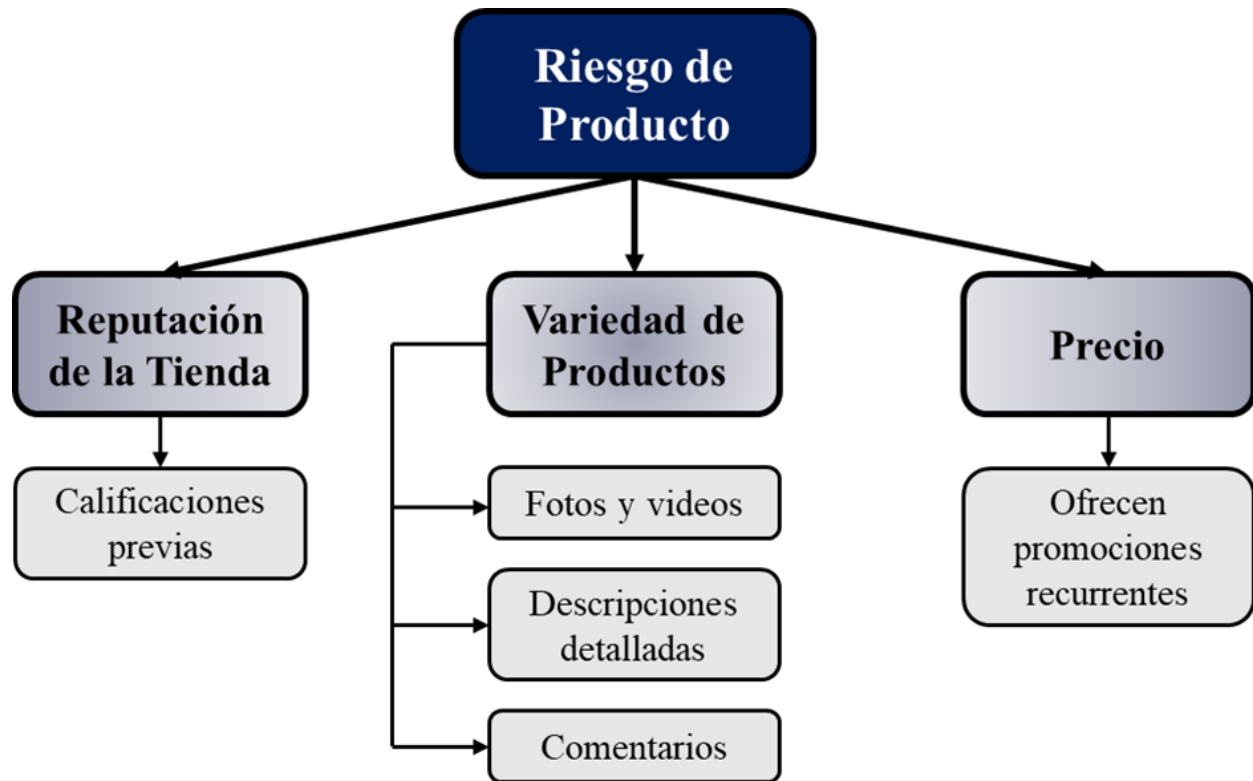 Riesgo de
Producto
Reputación
de la Tienda
Variedad de
Productos
Precio
Calificaciones
previas
Fotos y videos
Descripciones
detalladas
Comentarios
Ofrecen
promociones
recurrentes